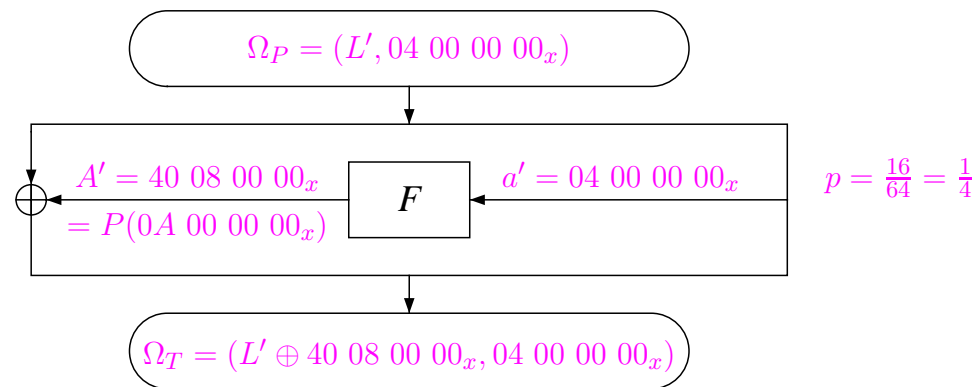 Ω_P = (L′, 04 00 00 00_x)
A′ = 40 08 00 00_x
= P(0A 00 00 00_x)
F
a′ = 04 00 00 00_x
p = 16/64 = 1/4
Ω_T = (L′ ⊕ 40 08 00 00_x, 04 00 00 00_x)